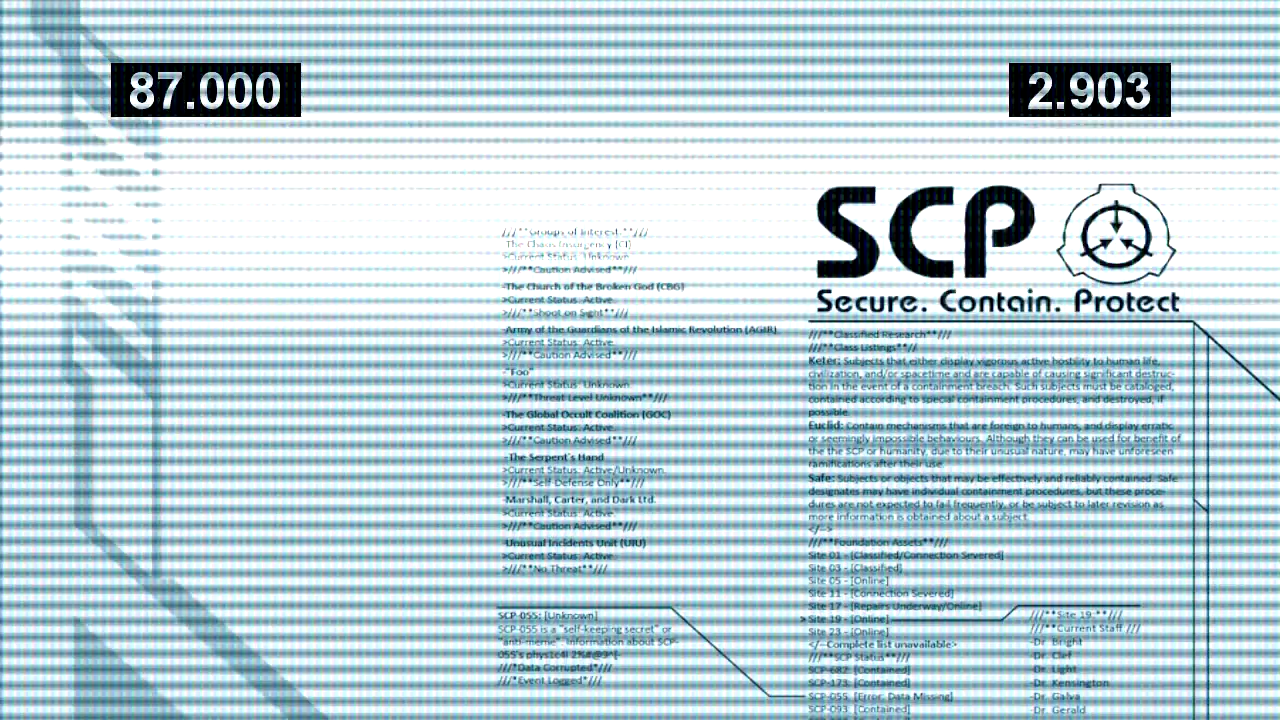 87.000
2.903
SCP
Secure. Contain. Protect
///**Groups of Interest:**///
-The Chaos Insurgency [CI]
>Current Status: Unknown.
>///**Caution Advised**///
-The Church of the Broken God (CBG)
>Current Status: Active.
>///**Shoot on Sight**///
-Army of the Guardians of the Islamic Revolution (AGIR)
>Current Status: Active.
>///**Caution Advised**///
-"Foo"
>Current Status: Unknown.
>///**Threat Level Unknown**///
-The Global Occult Coalition (GOC)
>Current Status: Active.
>///**Caution Advised**///
-The Serpent's Hand
>Current Status: Active/Unknown.
>///**Self Defense Only**///
-Marshall, Carter, and Dark Ltd.
>Current Status: Active.
>///**Caution Advised**///
-Unusual Incidents Unit (UIU)
>Current Status: Active.
>///**No Threat**///
SCP-055: [Unknown]
SCP-055 is a "self-keeping secret" or
"anti-meme". Information about SCP-
055's phys1c4l
///*Data Corrupted*///
///*Event Logged*///
///**Classified Research**///
///**Class Listings**//
Keter: Subjects that either display vigorous active hostility to human life,
civilization, and/or spacetime and are capable of causing significant destruc-
tion in the event of a containment breach. Such subjects must be cataloged,
contained according to special containment procedures, and destroyed, if
possible.
Euclid: Contain mechanisms that are foreign to humans, and display erratic
or seemingly impossible behaviours. Although they can be used for benefit of
the the SCP or humanity, due to their unusual nature, may have unforeseen
ramifications after their use.
Safe: Subjects or objects that may be effectively and reliably contained. Safe
designates may have individual containment procedures, but these proce-
dures are not expected to fail frequently, or be subject to later revision as
more information is obtained about a subject.
<!-->
///**Foundation Assets**///
Site 01 - [Classified/Connection Severed]
Site 03 - [Classified]
Site 05 - [Online]
Site 11 - [Connection Severed]
Site 17 - [Repairs Underway/Online]
>Site 19 - [Online]
Site 23 - [Online]
<!--Complete list unavailable>
///**SCP Status**///
SCP-682: [Contained]
SCP-173: [Contained]
SCP-055: [Error: Data Missing]
SCP-093: [Contained]
///**Site 19:**///
///**Current Staff:///
-Dr. Bright
-Dr. Clef
-Dr. Light
-Dr. Kensington
-Dr. Galva
-Dr. Gerald